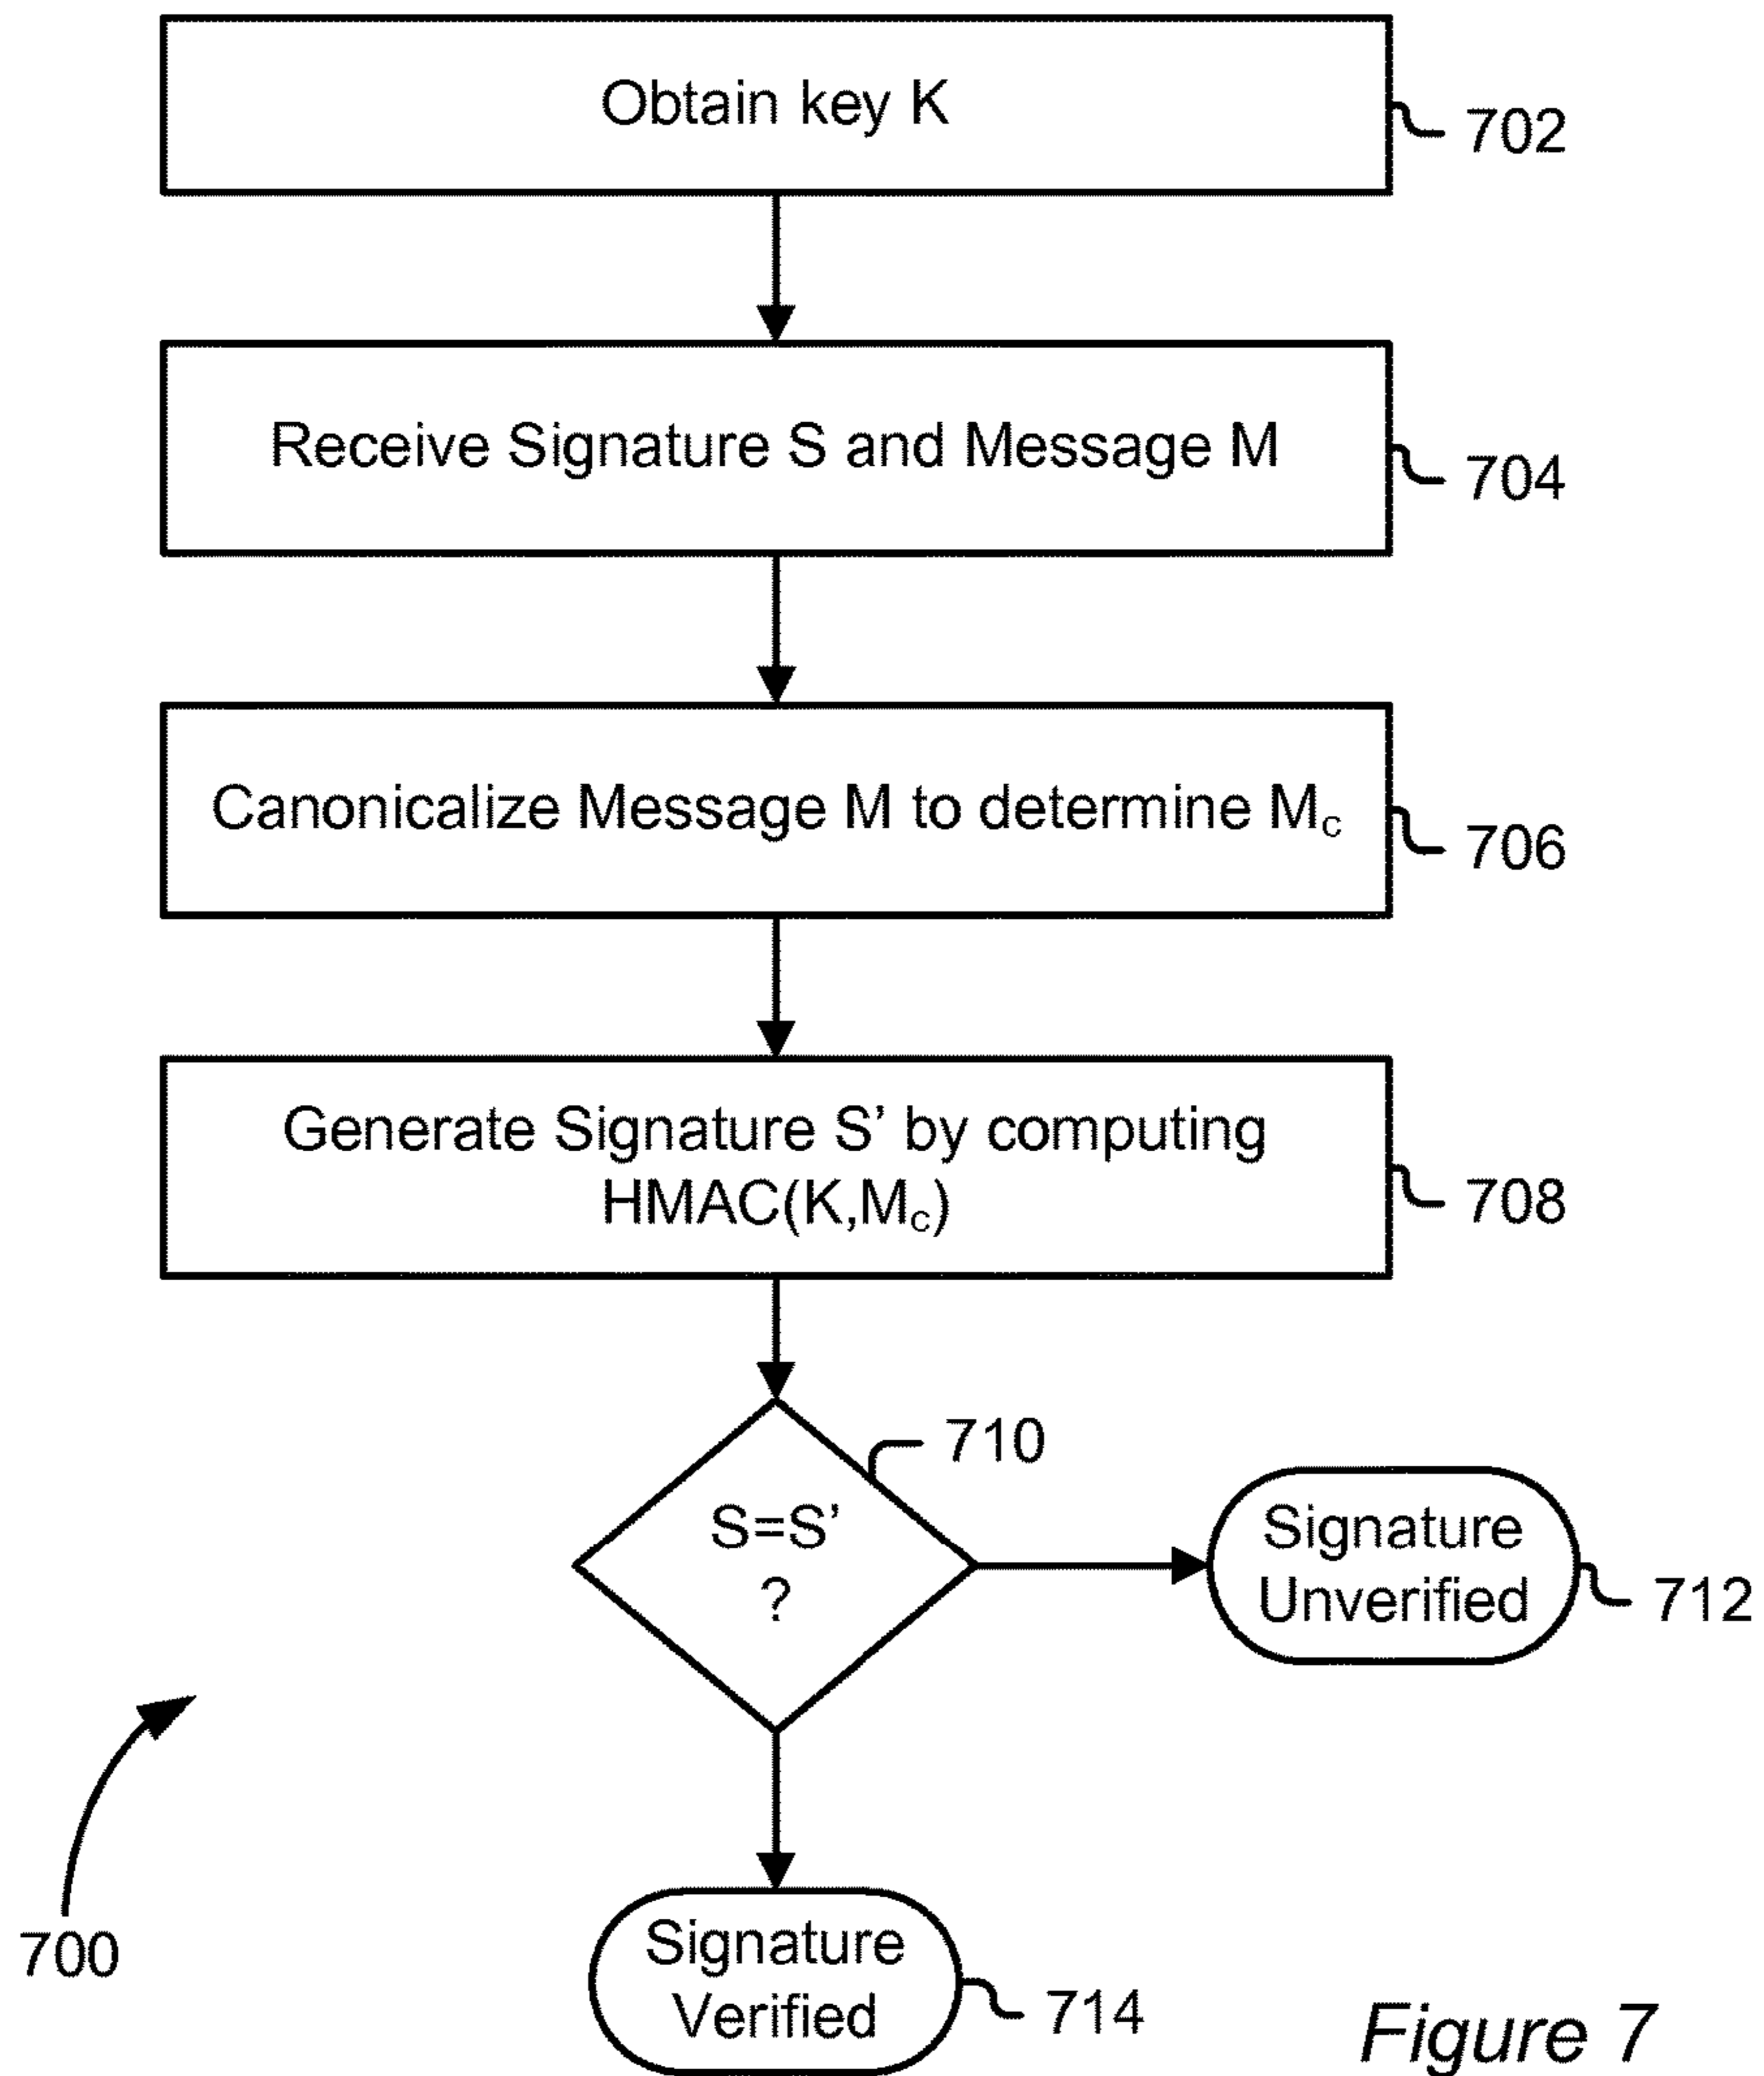 Obtain key K
702
Receive Signature S and Message M
704
Canonicalize Message M to determine Mc
706
Generate Signature S’ by computing
HMAC(K,Mc)
708
710
S=S’
?
Signature
Unverified
712
Signature
Verified
714
700
Figure 7